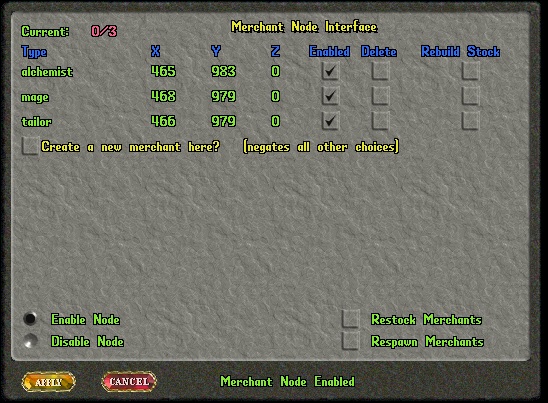 Merchant Node Interface
Current: 0/3
Type X Y Z Enabled Delete Rebuild Stock
alchemist 465 983 0
mage 468 979 0
tailor 466 979 0
Create a new merchant here? [negates all other choices]
Enable Node Restock Merchants
Disable Node Respawn Merchants
APPLY CANCEL Merchant Node Enabled